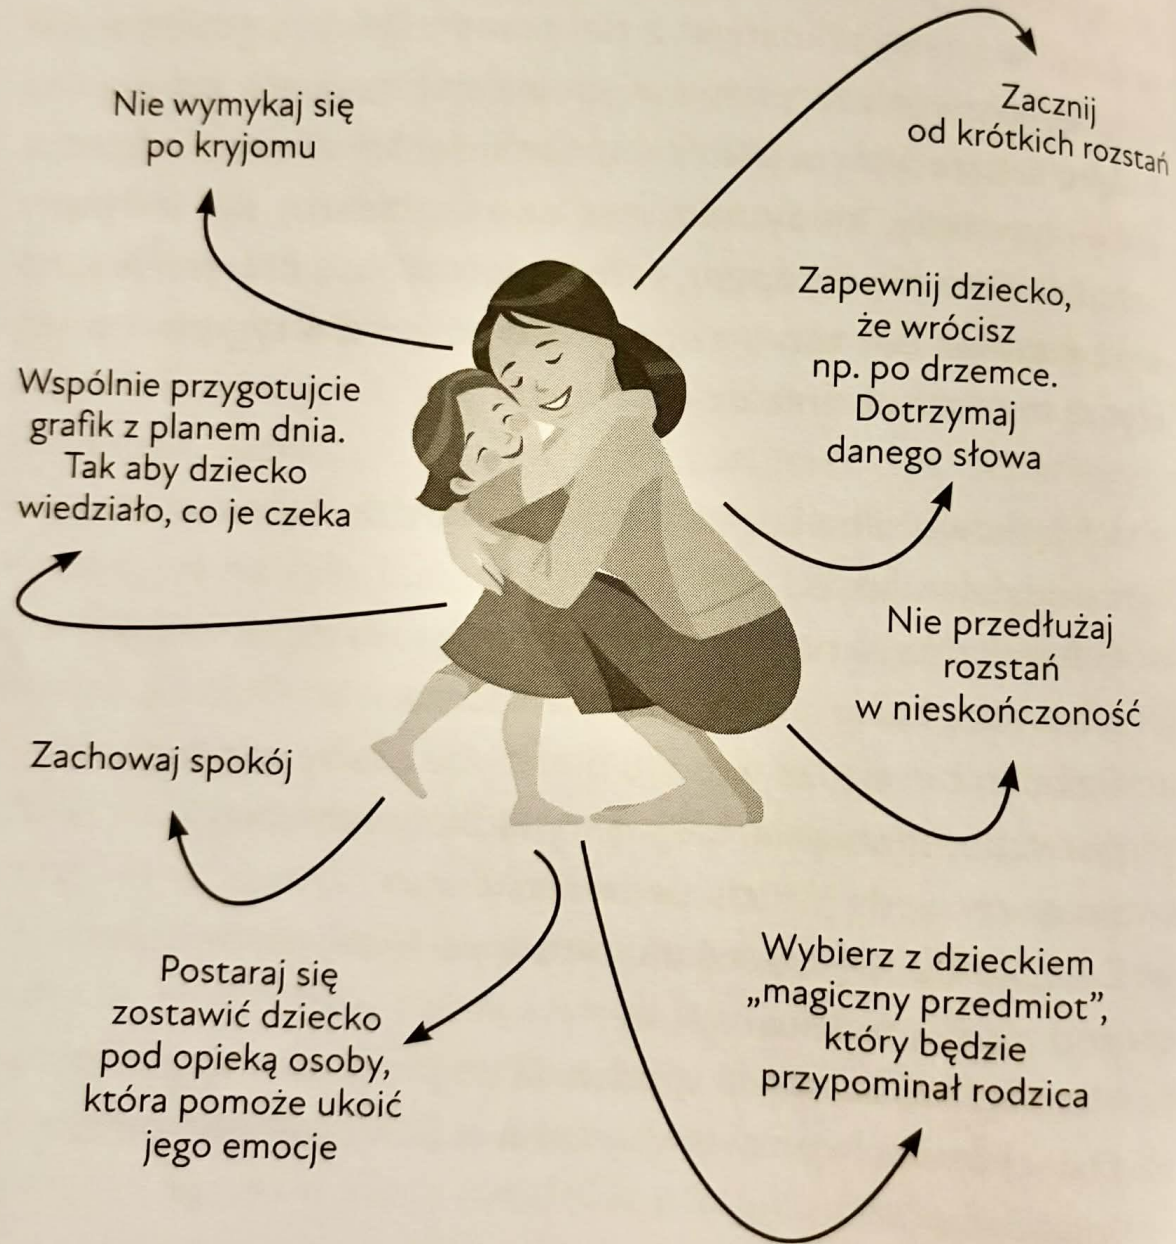 Nie wymykaj się
po kryjomu
Zacznij
od krótkich rozstań
Zapewnij dziecko,
że wrócisz
np. po drzemce.
Dotrzymaj
danego słowa
Wspólnie przygotujcie
grafik z planem dnia.
Tak aby dziecko
wiedziało, co je czeka
Nie przedłużaj
rozstań
w nieskończoność
Zachowaj spokój
Postaraj się
zostawić dziecko
pod opieką osoby,
która pomoże ukoić
jego emocje
Wybierz z dzieckiem
„magiczny przedmiot”,
który będzie
przypominał rodzica